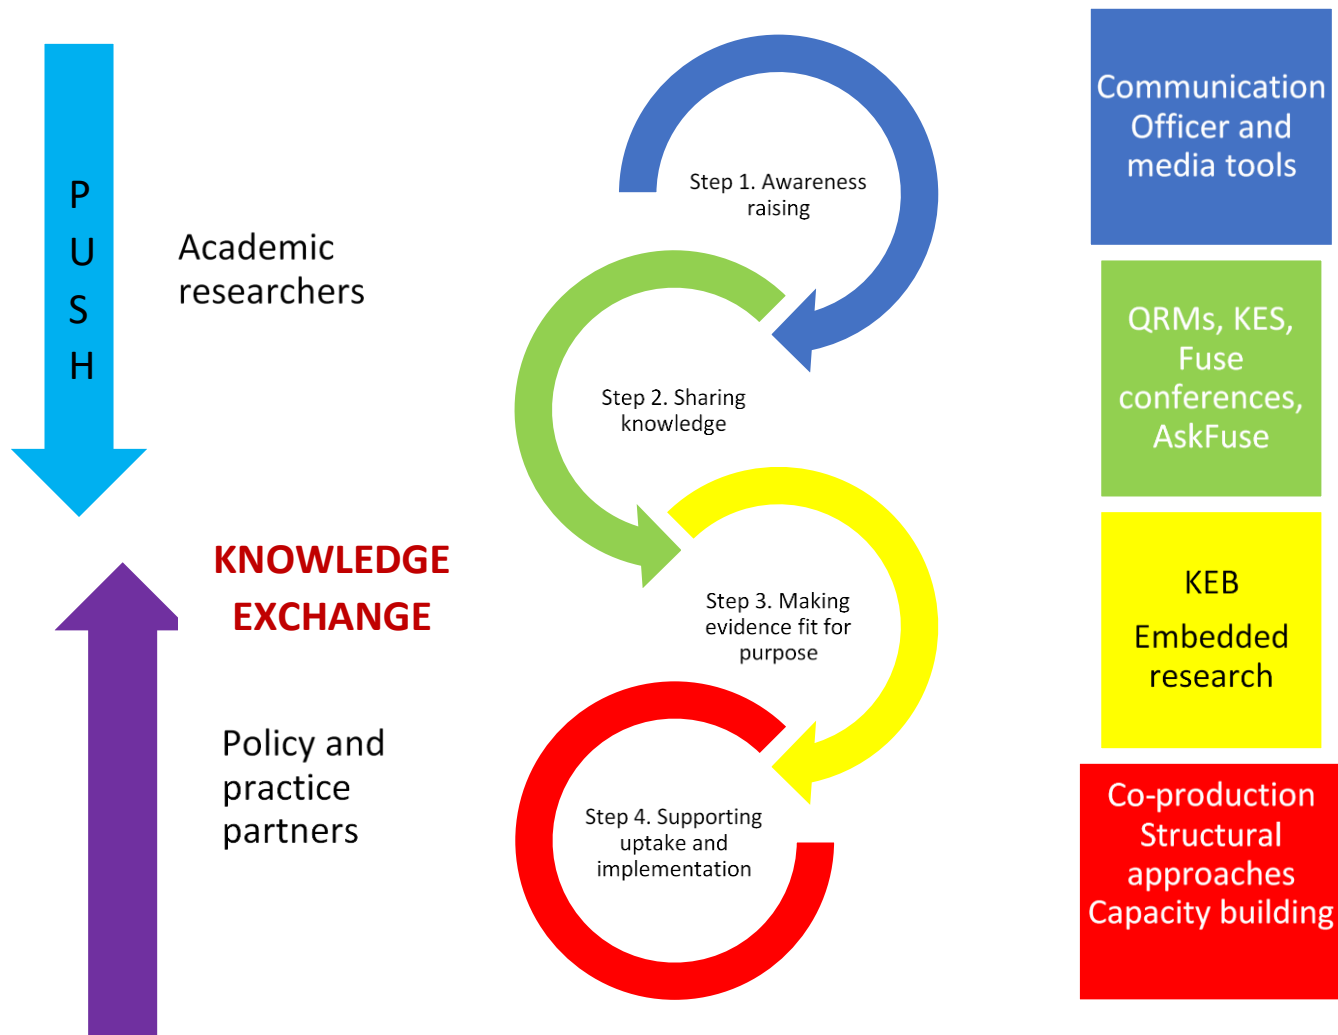 P
U
S
H
Academic
researchers
KNOWLEDGE
EXCHANGE
Policy and
practice
partners
Step 1. Awareness
raising
Step 2. Sharing
knowledge
Step 3. Making
evidence fit for
purpose
Step 4. Supporting
uptake and
implementation
Communication
Officer and
media tools
QRMs, KES,
Fuse
conferences,
AskFuse
KEB
Embedded
research
Co-production
Structural
approaches
Capacity building